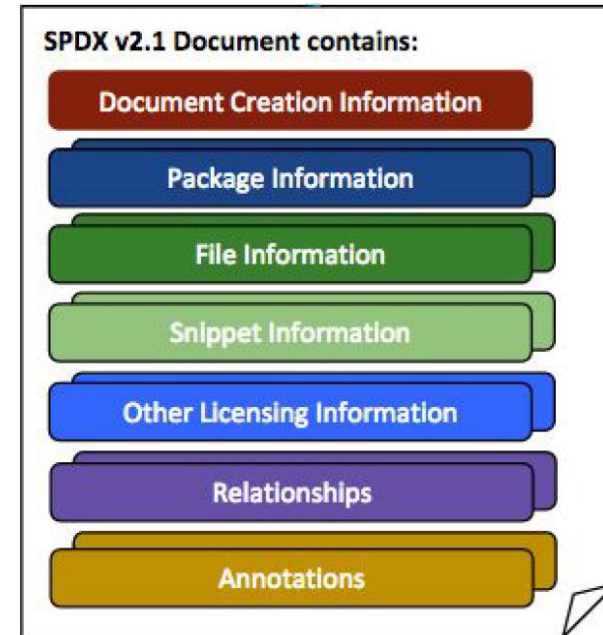 SPDX v2.1 Document contains:
Document Creation Information
Package Information
File Information
Snippet Information
Other Licensing Information
Relationships
Annotations